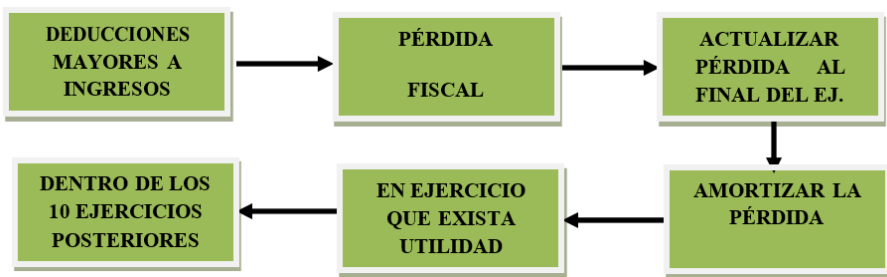 DEDUCCIONES
MAYORES A
INGRESOS
PÉRDIDA
FISCAL
ACTUALIZAR
PÉRDIDA AL
FINAL DEL EJ.
AMORTIZAR LA
PÉRDIDA
EN EJERCICIO
QUE EXISTA
UTILIDAD
DENTRO DE LOS
10 EJERCICIOS
POSTERIORES